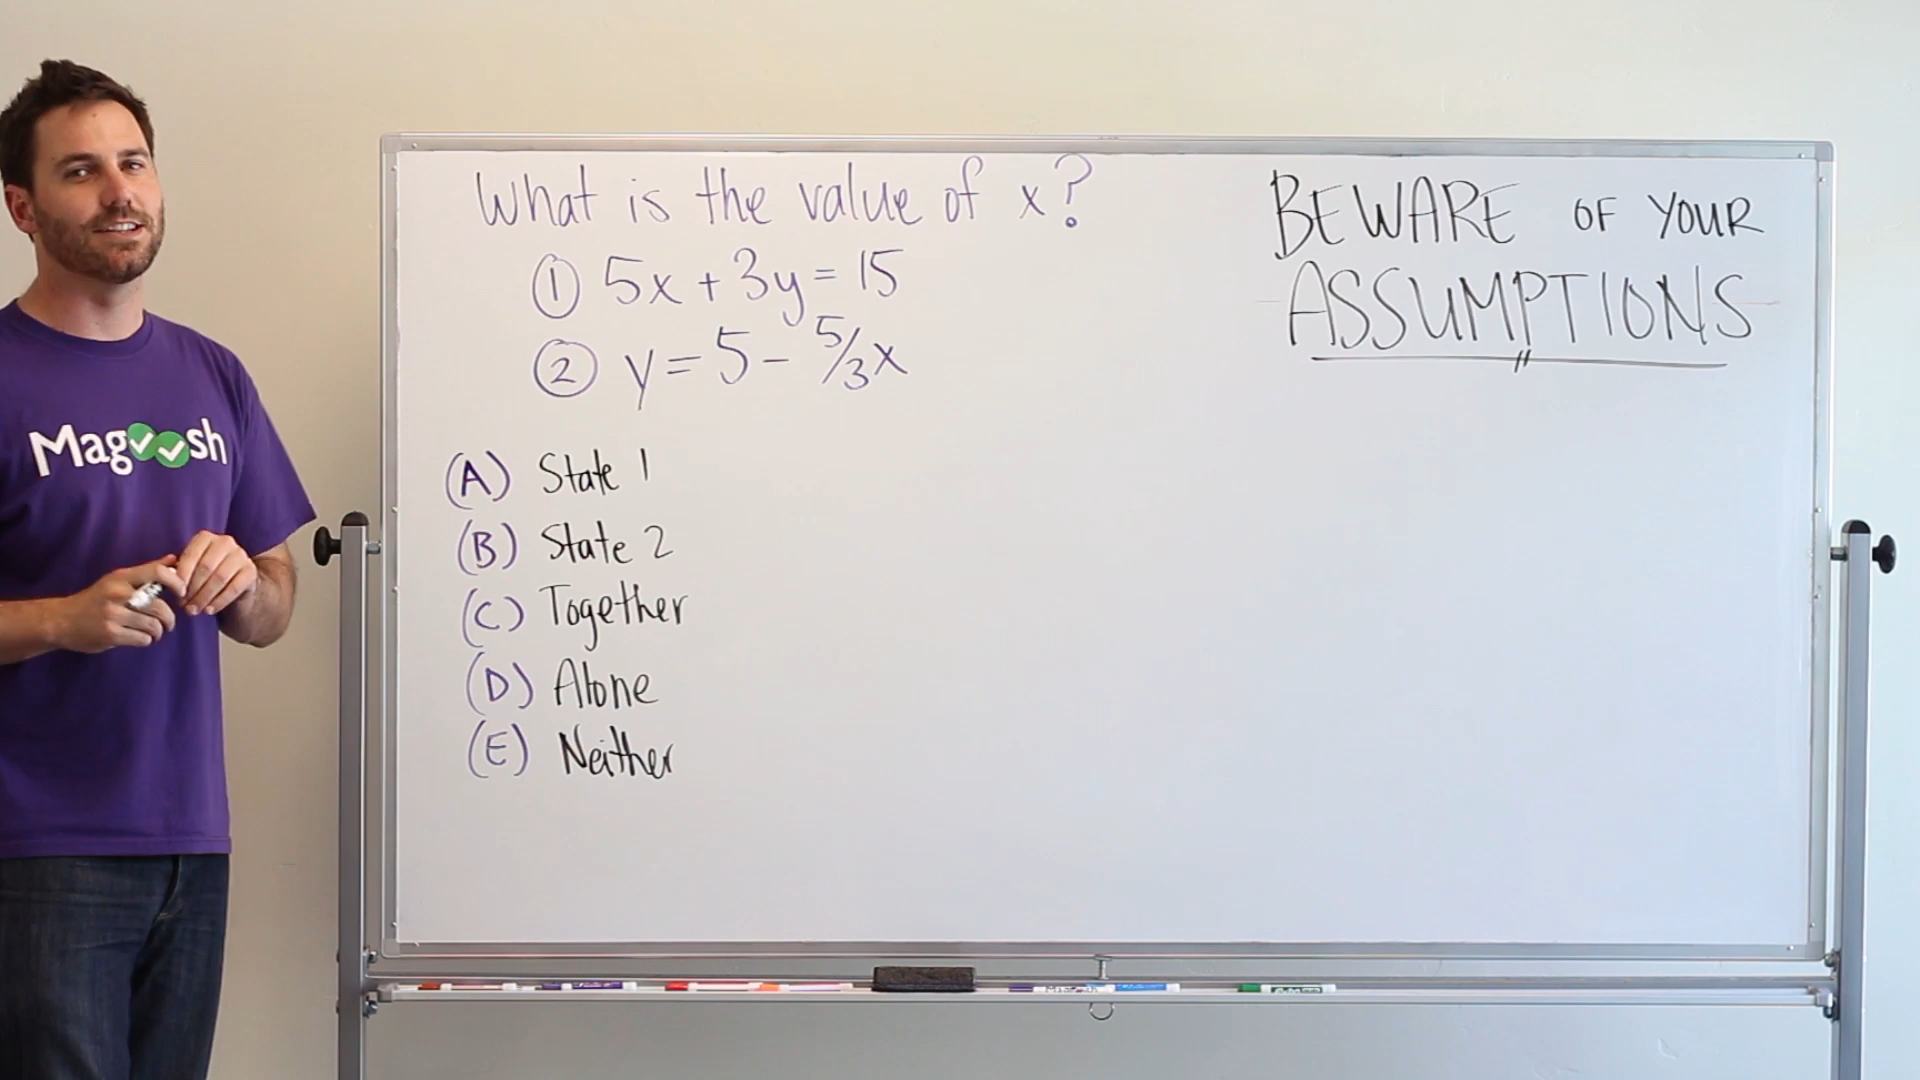 What is the value of x?
① 5x + 3y = 15
② y = 5 - 5/3x
(A) State 1
(B) State 2
(C) Together
(D) Alone
(E) Neither
BEWARE OF YOUR
ASSUMPTIONS
Magoosh